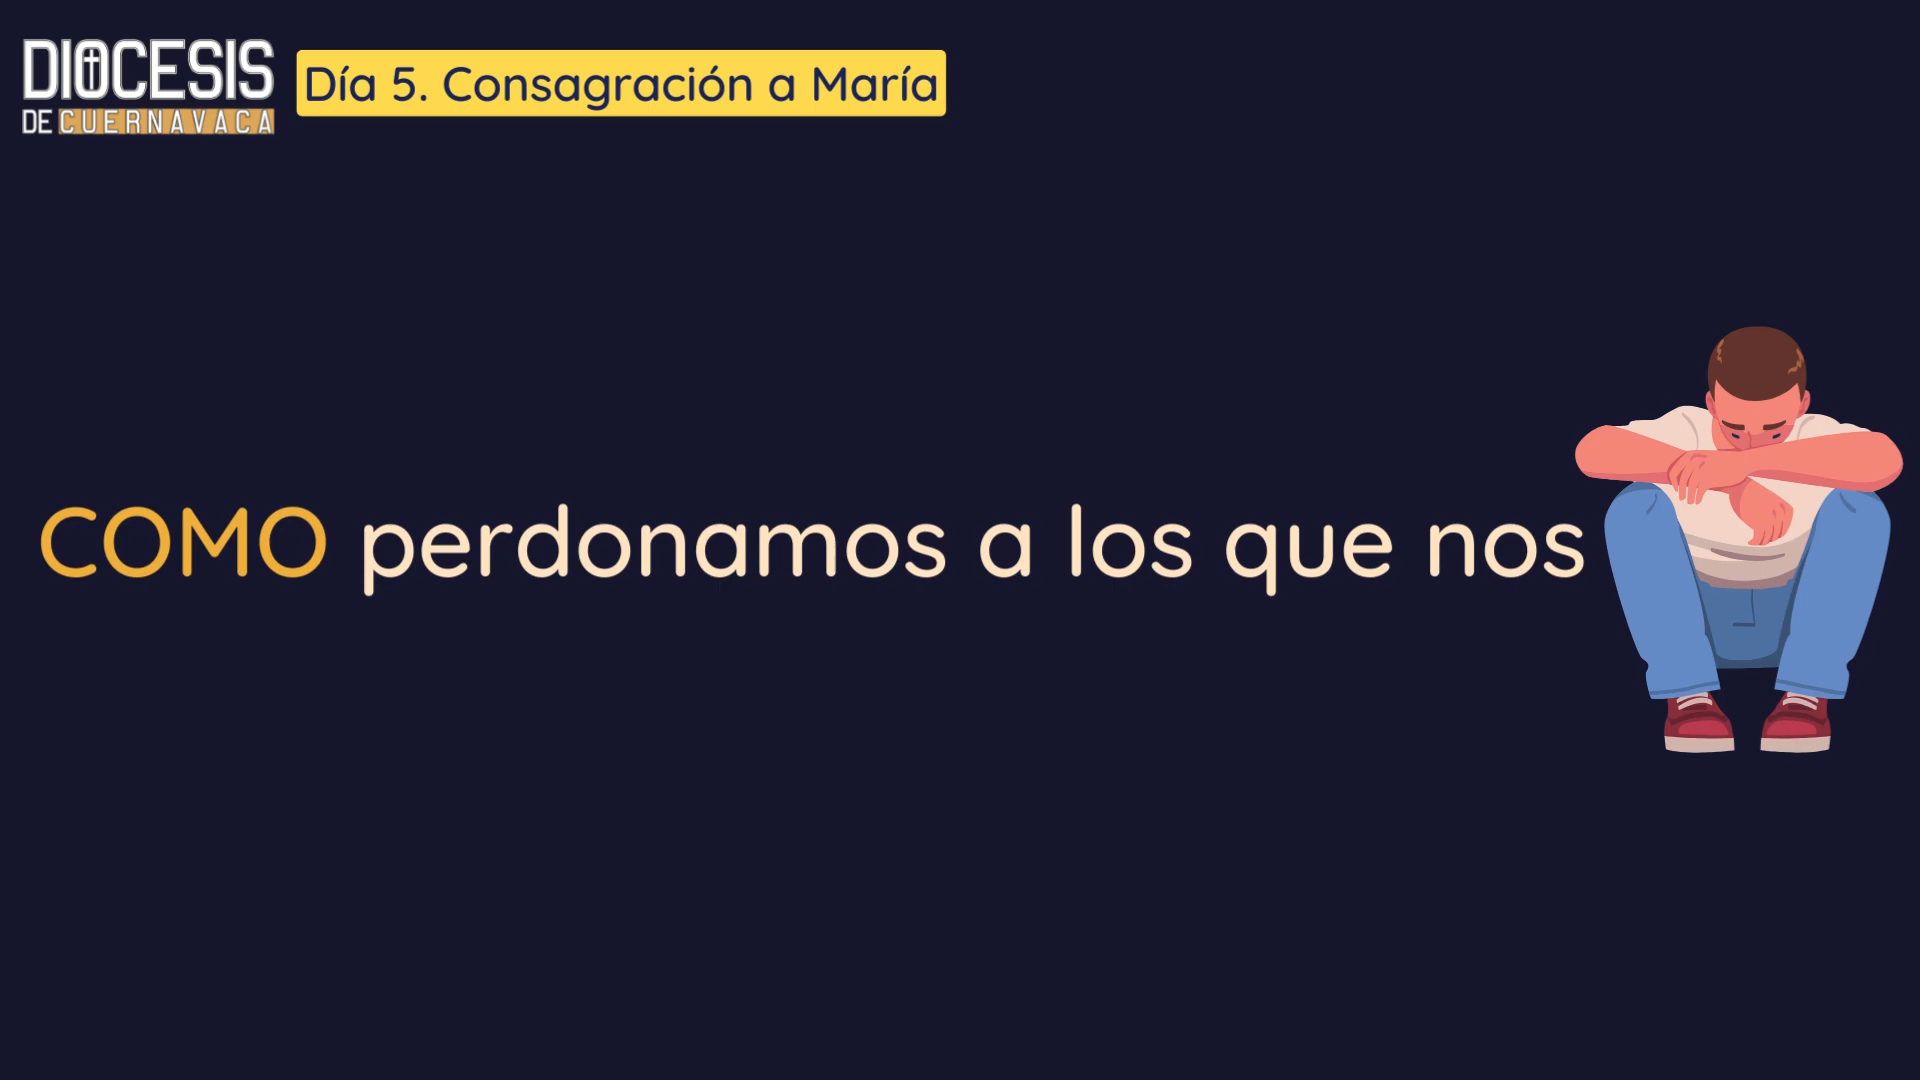 DIOCESIS
DE CUERNAVACA
Día 5. Consagración a María
COMO perdonamos a los que nos